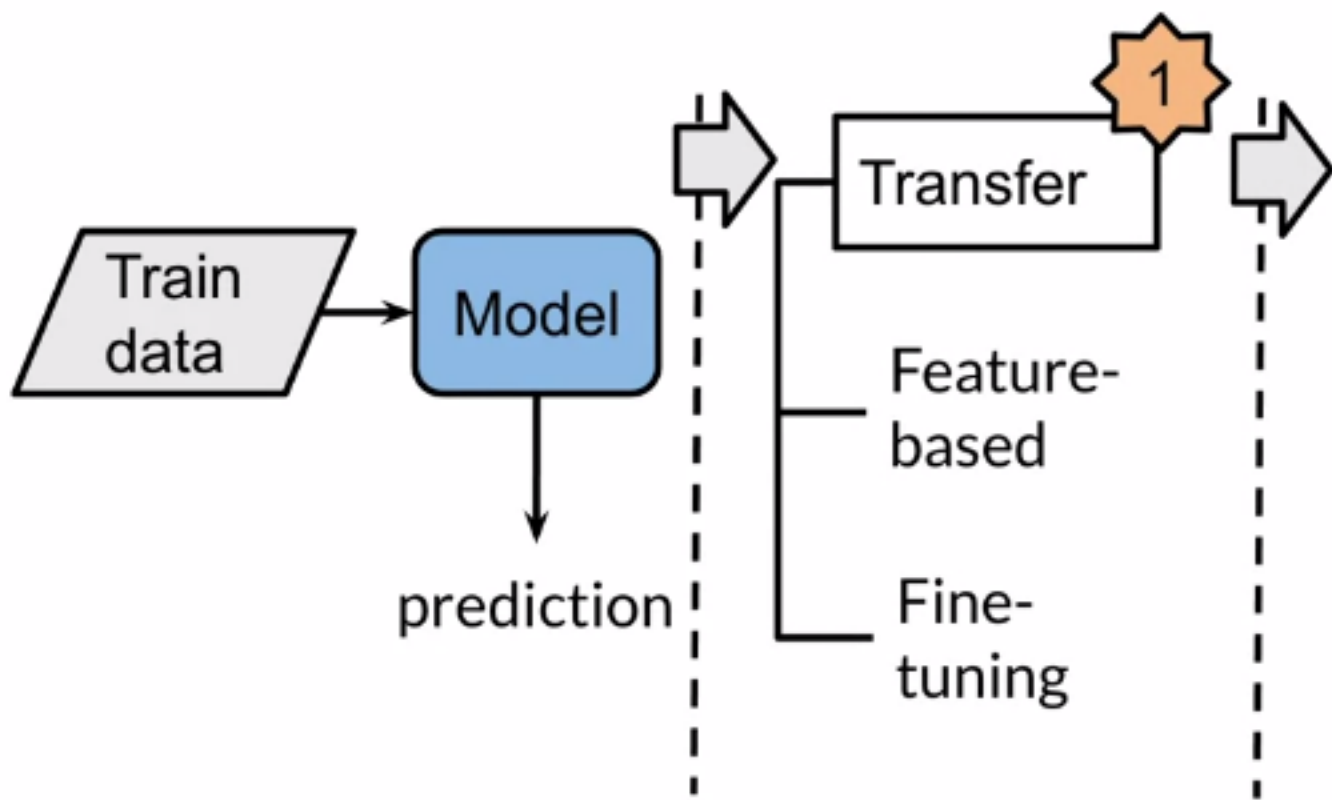 Train
data
Model
prediction
1
Transfer
Feature-
based
Fine-
tuning